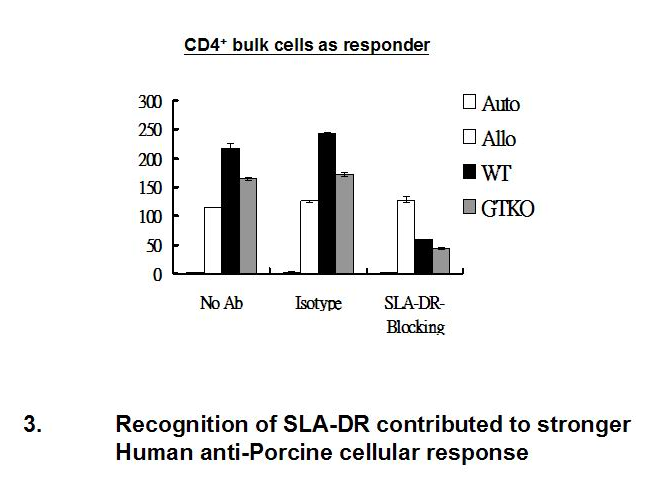 CD4⁺ bulk cells as responder
300
250
200
150
100
50
0
Auto
Allo
WT
GTKO
No Ab
Isotype
SLA-DR-
Blocking
3. Recognition of SLA-DR contributed to stronger
Human anti-Porcine cellular response